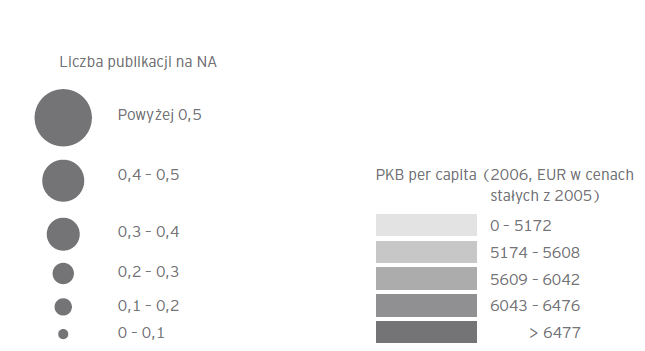 Liczba publikacji na NA
Powyżej 0,5
0,4 – 0,5
0,3 – 0,4
0,2 – 0,3
0,1 – 0,2
0 – 0,1
PKB per capita (2006, EUR w cenach
stałych z 2005)
0 – 5172
5174 – 5608
5609 – 6042
6043 – 6476
> 6477